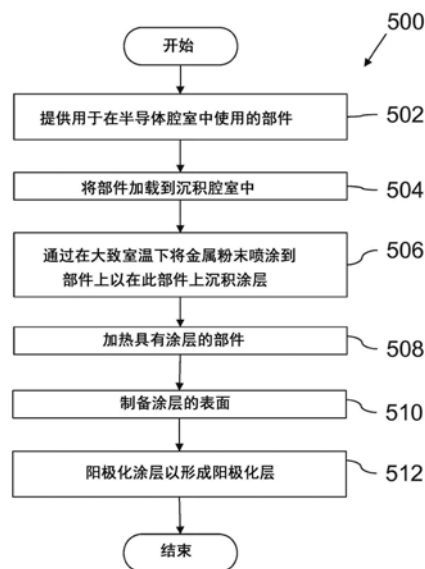 500
开始
提供用于在半导体腔室中使用的部件
502
将部件加载到沉积腔室中
504
通过在大致室温下将金属粉末喷涂到
部件上以在此部件上沉积涂层
506
加热具有涂层的部件
508
制备涂层的表面
510
阳极化涂层以形成阳极化层
512
结束